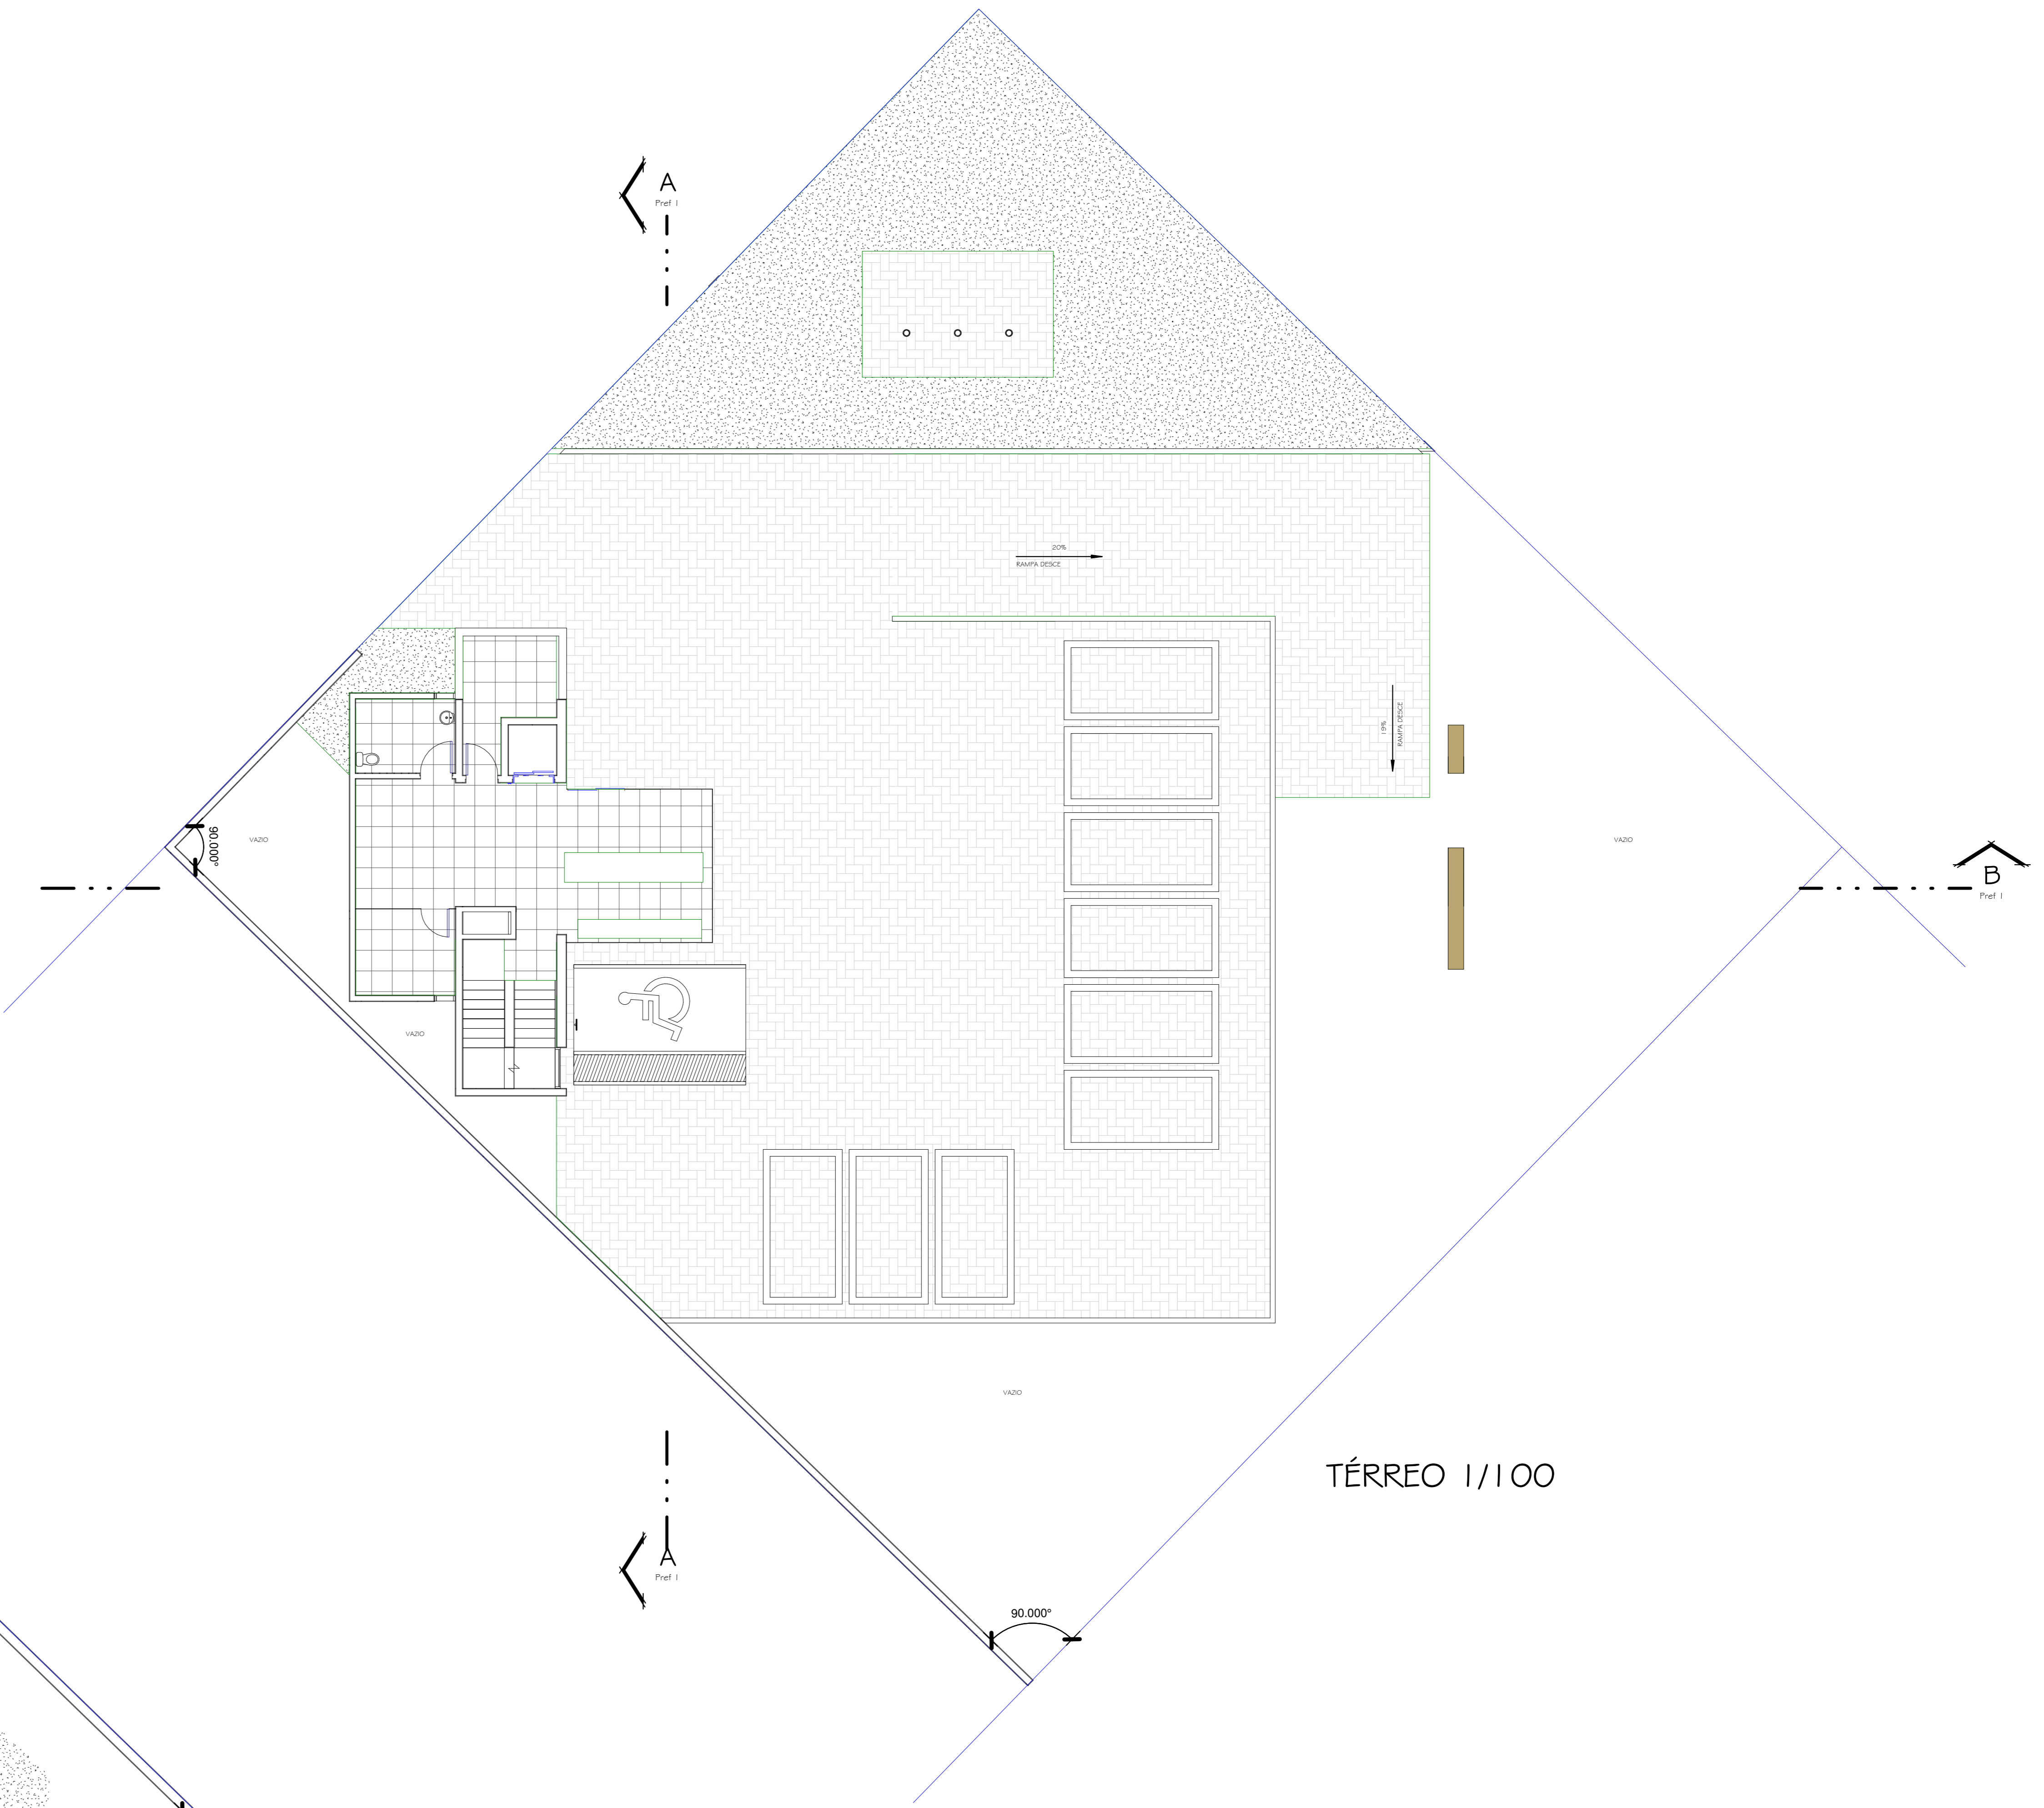 A
Pref 1
20%
RAMPA DESCE
19%
RAMPA DESCE
90.000°
VAZIO
VAZIO
B
Pref 1
VAZIO
VAZIO
TÉRREO 1/100
A
Pref 1
90.000°